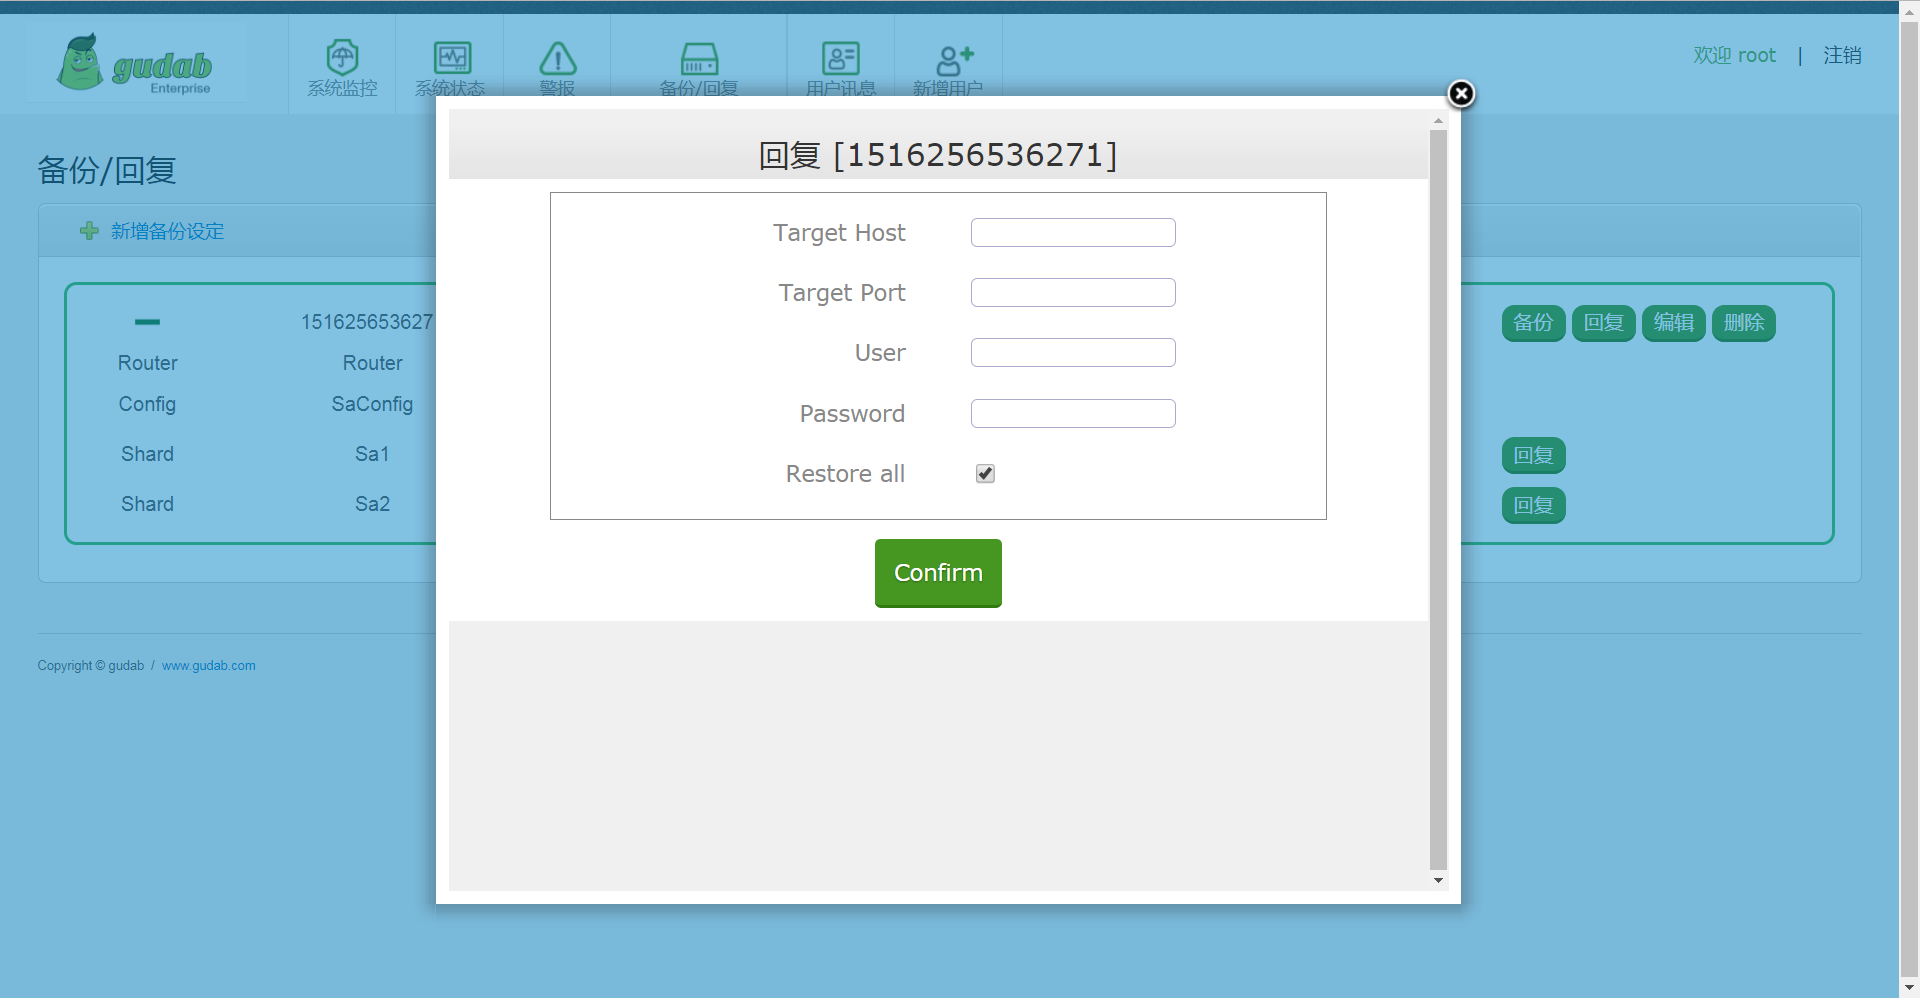 gudab
Enterprise
系统监控
系统状态
警报
备份/回复
用户讯息
新增用户
欢迎 root | 注销
备份/回复
新增备份设定
151625653627
备份 回复 编辑 删除
Router Router
Config SaConfig
Shard Sa1 回复
Shard Sa2 回复
回复 [1516256536271]
Target Host
Target Port
User
Password
Restore all
Confirm
Copyright © gudab / www.gudab.com